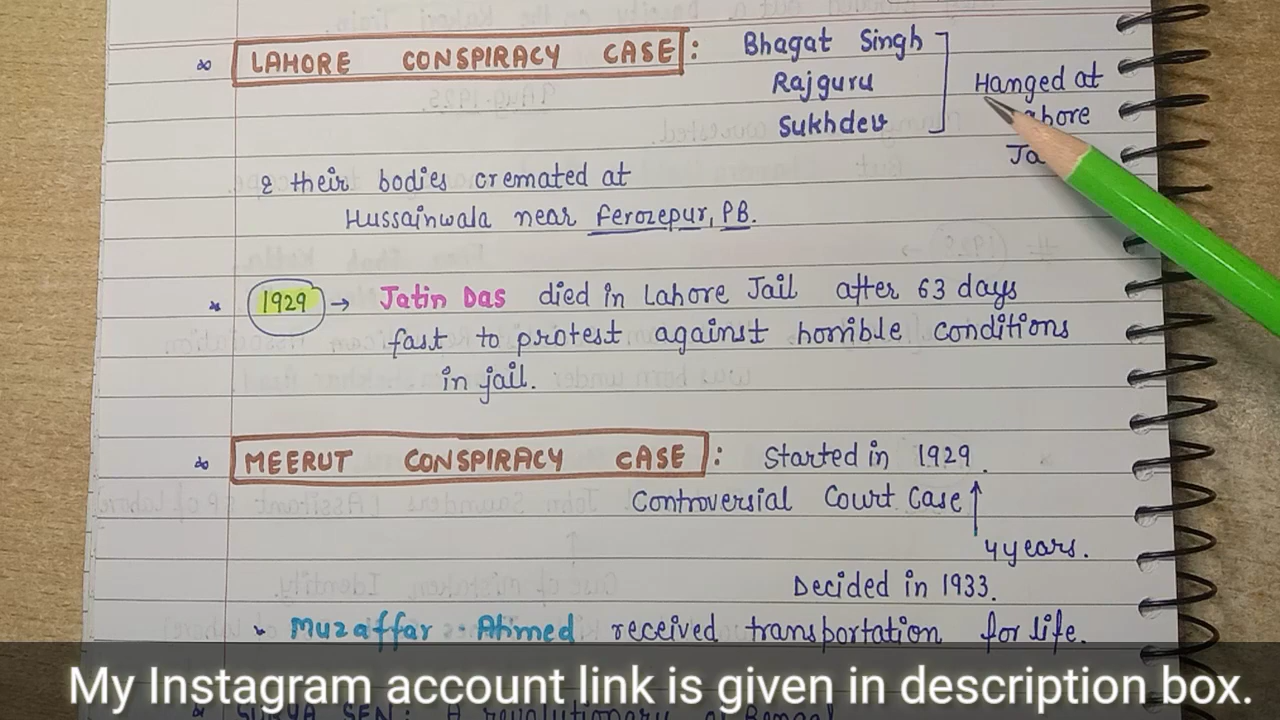 LAHORE CONSPIRACY CASE : Bhagat Singh
Rajguru
Sukhdev
Hanged at
& their bodies cremated at
Hussainwala near Ferozepur, PB.
1929 → Jatin Das died in Lahore Jail after 63 days
fast to protest against horrible conditions
in jail.
MEERUT CONSPIRACY CASE : Started in 1929.
Controversial Court Case
4 years.
Decided in 1933.
Muzaffar Ahmed received transportation for life.
My Instagram account link is given in description box.